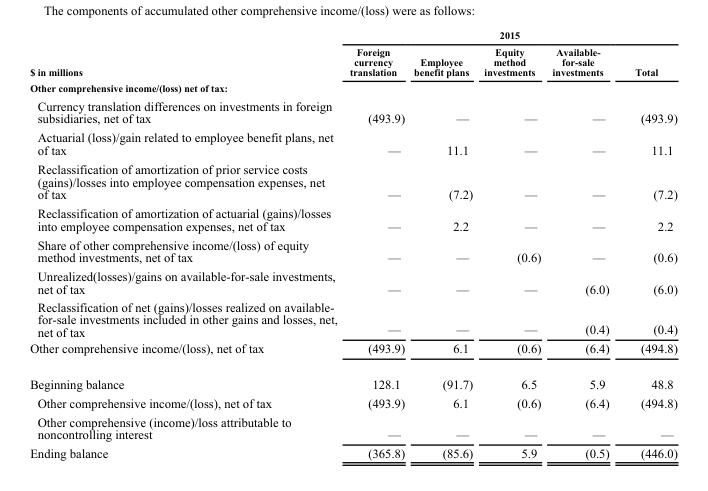 The components of accumulated other comprehensive income/(loss) were as follows:
2015
Foreign currency translation Employee benefit plans Equity method investments Available-for-sale investments Total
$ in millions
Other comprehensive income/(loss) net of tax:
Currency translation differences on investments in foreign
subsidiaries, net of tax (493.9) — — — (493.9)
Actuarial (loss)/gain related to employee benefit plans, net
of tax — 11.1 — — 11.1
Reclassification of amortization of prior service costs
(gains)/losses into employee compensation expenses, net
of tax — (7.2) — — (7.2)
Reclassification of amortization of actuarial (gains)/losses
into employee compensation expenses, net of tax — 2.2 — — 2.2
Share of other comprehensive income/(loss) of equity
method investments, net of tax — — (0.6) — (0.6)
Unrealized(losses)/gains on available-for-sale investments,
net of tax — — — (6.0) (6.0)
Reclassification of net (gains)/losses realized on available-
for-sale investments included in other gains and losses, net,
net of tax — — — (0.4) (0.4)
Other comprehensive income/(loss), net of tax (493.9) 6.1 (0.6) (6.4) (494.8)
Beginning balance 128.1 (91.7) 6.5 5.9 48.8
Other comprehensive income/(loss), net of tax (493.9) 6.1 (0.6) (6.4) (494.8)
Other comprehensive (income)/loss attributable to
noncontrolling interest — — — — —
Ending balance (365.8) (85.6) 5.9 (0.5) (446.0)